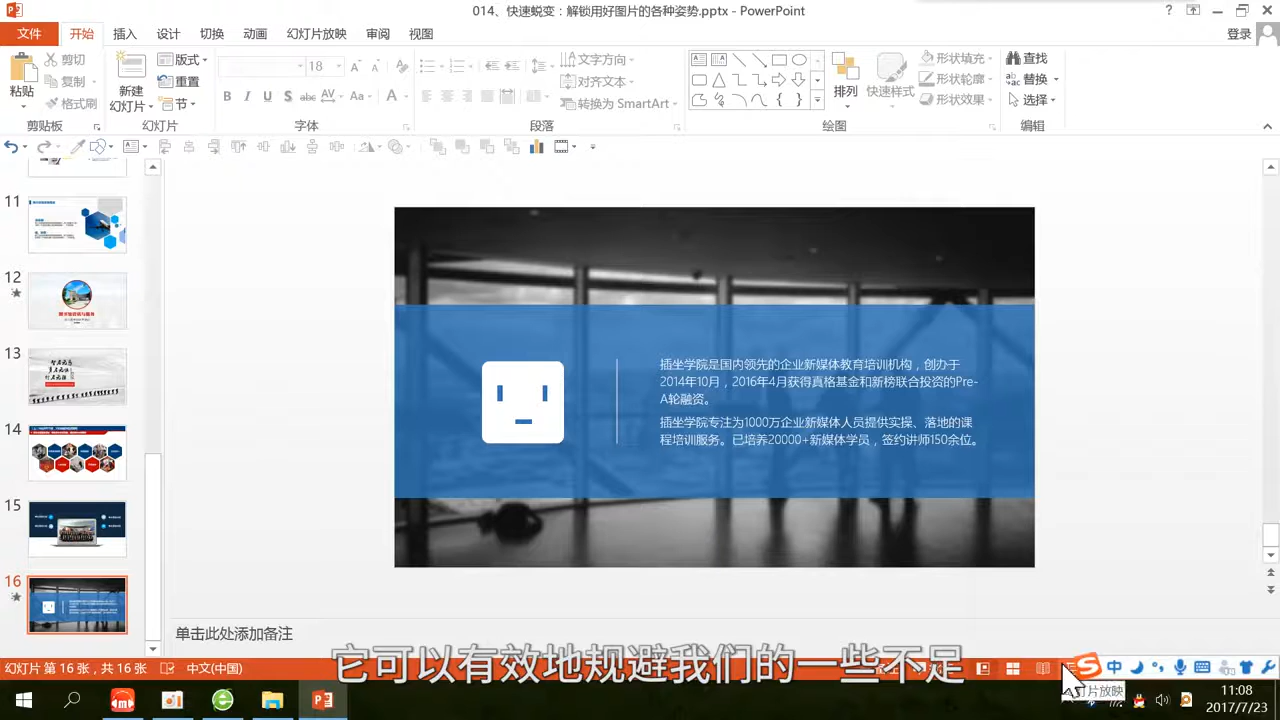 014、快速蜕变：解锁用好图片的各种姿势.pptx - PowerPoint
文件 开始 插入 设计 切换 动画 幻灯片放映 审阅 视图 登录
粘贴 剪切 复制 格式刷 剪贴板
新建幻灯片 版式 重置 节 幻灯片
18 B I U S abc AV Aa A 字体
文字方向 对齐文本 转换为 SmartArt 段落
排列 快速样式 形状填充 形状轮廓 形状效果 绘图
查找 替换 选择 编辑
11
12
13
14
15
16
插坐学院是国内领先的企业新媒体教育培训机构，创办于
2014年10月，2016年4月获得真格基金和新榜联合投资的Pre-
A轮融资。
插坐学院专注为1000万企业新媒体人员提供实操、落地的课
程培训服务。已培养20000+新媒体学员，签约讲师150余位。
单击此处添加备注
它可以有效地规避我们的一些不足
幻灯片 第 16 张，共 16 张 中文(中国) 中
灯片放映
11:08
2017/7/23